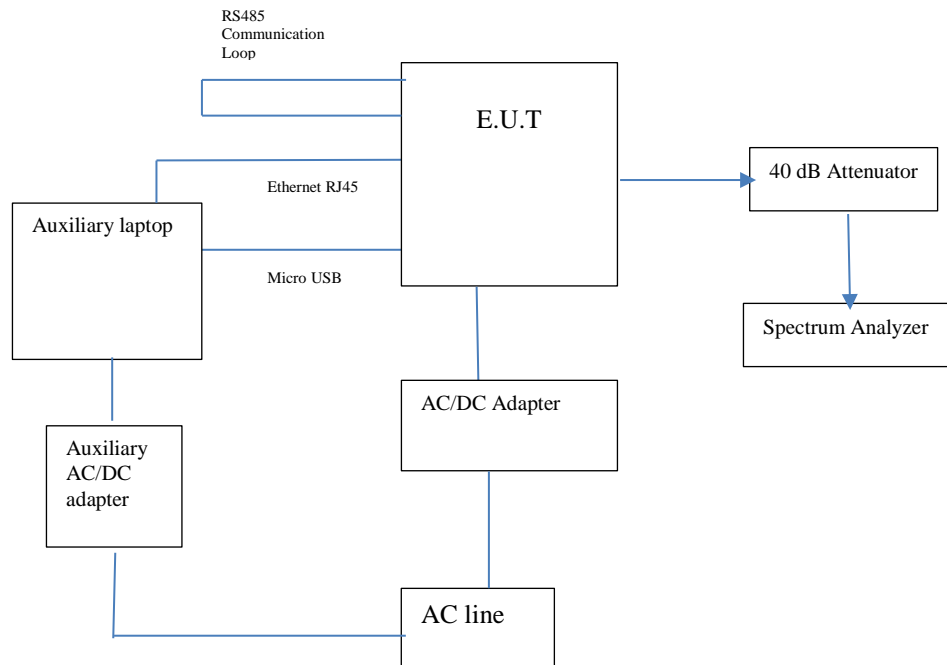 RS485
Communication
Loop
E.U.T
40 dB Attenuator
Ethernet RJ45
Auxiliary laptop
Micro USB
Spectrum Analyzer
AC/DC Adapter
Auxiliary
AC/DC
adapter
AC line